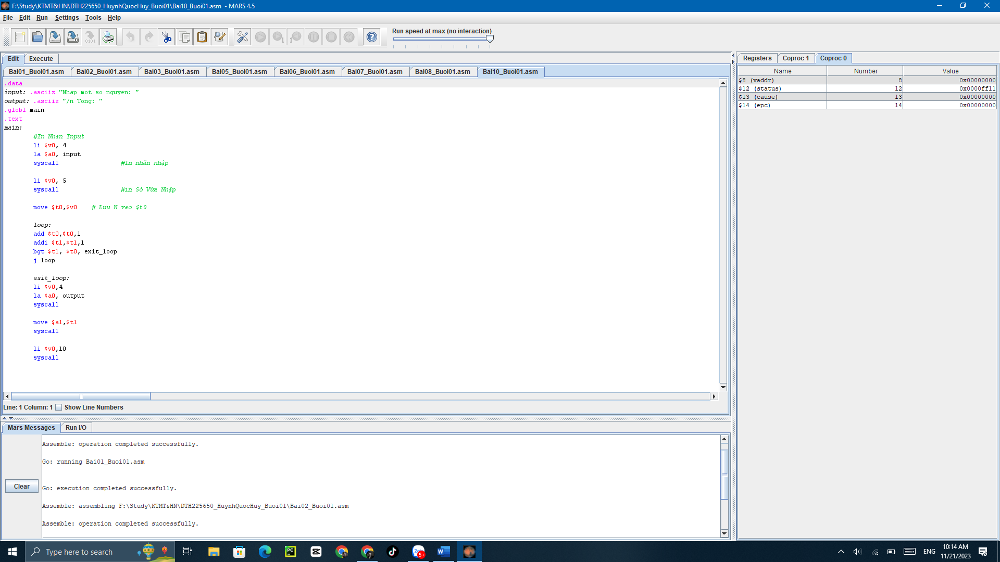 F:\Study\KTMT&HN\DTH225650_HuynhQuocHuy_Buoi01\Bai10_Buoi01.asm - MARS 4.5
File Edit Run Settings Tools Help
Run speed at max (no interaction)
Edit Execute
Bai01_Buoi01.asm Bai02_Buoi01.asm Bai03_Buoi01.asm Bai05_Buoi01.asm Bai06_Buoi01.asm Bai07_Buoi01.asm Bai08_Buoi01.asm Bai10_Buoi01.asm
.data
input: .asciiz "Nhap mot so nguyen: "
output: .asciiz "/n Tong: "
.globl main
.text
main:
#In Nhan Input
li $v0, 4
la $a0, input
syscall #In nhãn nhập
li $v0, 5
syscall #in Số Vừa Nhập
move $t0,$v0 # Luu N vao $t0
loop:
add $t0,$t0,1
addi $t1,$t1,1
bgt $t1, $t0, exit_loop
j loop
exit_loop:
li $v0,4
la $a0, output
syscall
move $a1,$t1
syscall
li $v0,10
syscall
Line: 1 Column: 1 Show Line Numbers
Mars Messages Run I/O
Assemble: operation completed successfully.
Go: running Bai01_Buoi01.asm
Go: execution completed successfully.
Assemble: assembling F:\Study\KTMT&HN\DTH225650_HuynhQuocHuy_Buoi01\Bai02_Buoi01.asm
Assemble: operation completed successfully.
Clear
Registers Coproc 1 Coproc 0
Name Number Value
$8 (vaddr) 8 0x00000000
$12 (status) 12 0x0000ff11
$13 (cause) 13 0x00000000
$14 (epc) 14 0x00000000
Type here to search
ENG
10:14 AM
11/21/2023